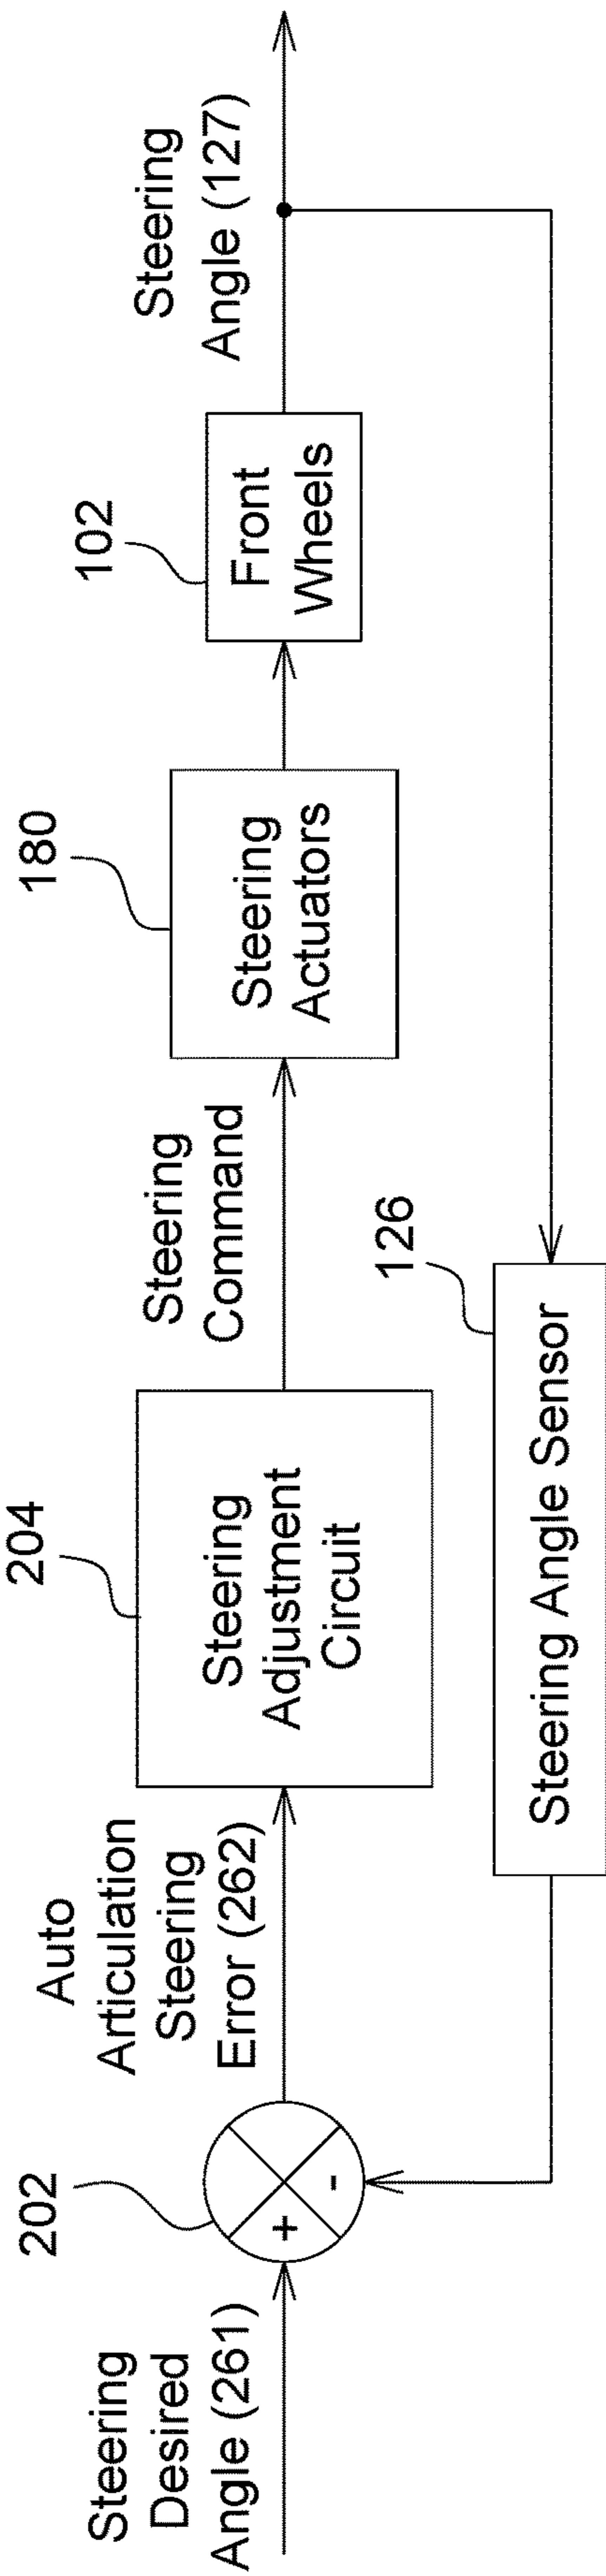 Steering
Desired
Angle (261)
202
+
-
Auto
Articulation
Steering
Error (262)
204
Steering
Adjustment
Circuit
Steering
Command
180
Steering
Actuators
102
Front
Wheels
Steering
Angle (127)
126
Steering Angle Sensor